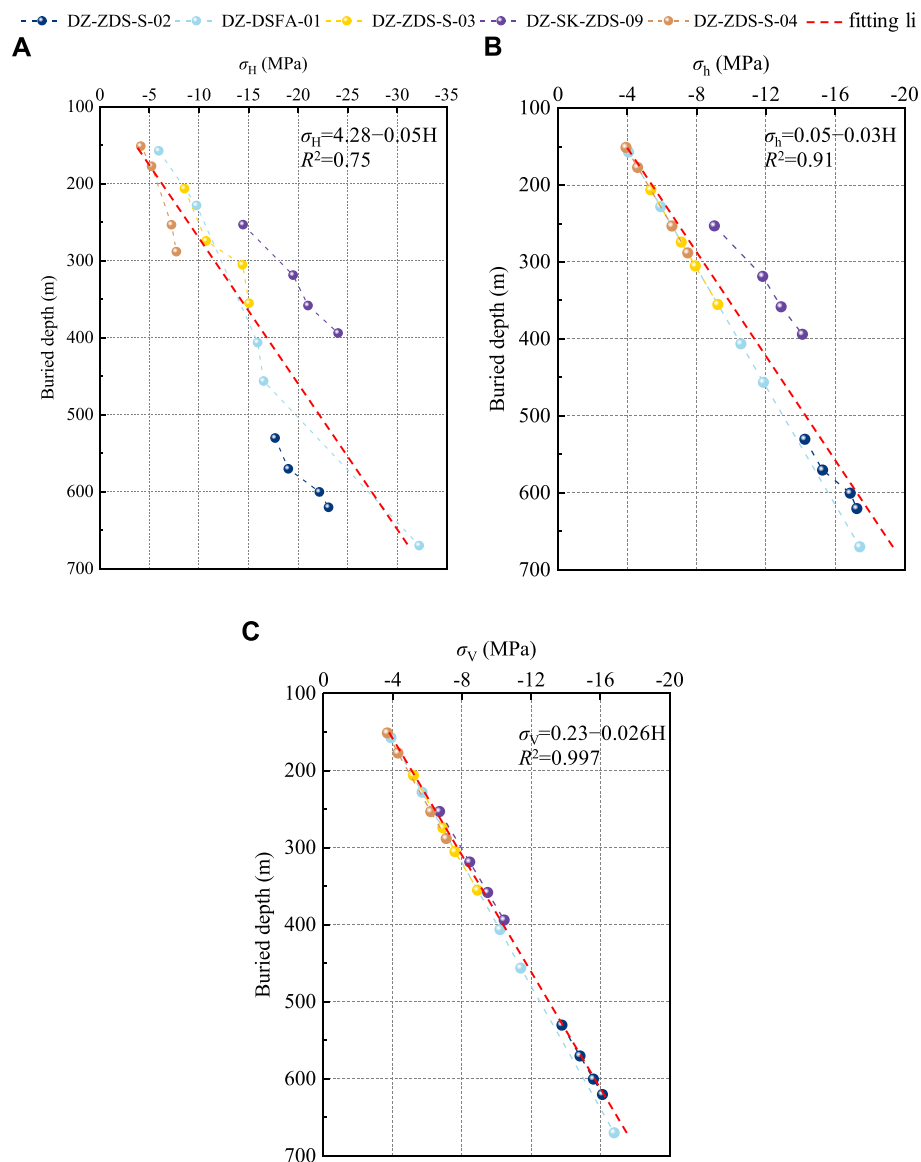 DZ-ZDS-S-02 DZ-DSFA-01 DZ-ZDS-S-03 DZ-SK-ZDS-09 DZ-ZDS-S-04 fitting li
A
σH (MPa)
0 -5 -10 -15 -20 -25 -30 -35
100
200
300
400
500
600
700
Buried depth (m)
σH=4.28−0.05H
R²=0.75
B
σh (MPa)
0 -4 -8 -12 -16 -20
100
200
300
400
500
600
700
Buried depth (m)
σh=0.05−0.03H
R²=0.91
C
σV (MPa)
0 -4 -8 -12 -16 -20
100
200
300
400
500
600
700
Buried depth (m)
σV=0.23−0.026H
R²=0.997